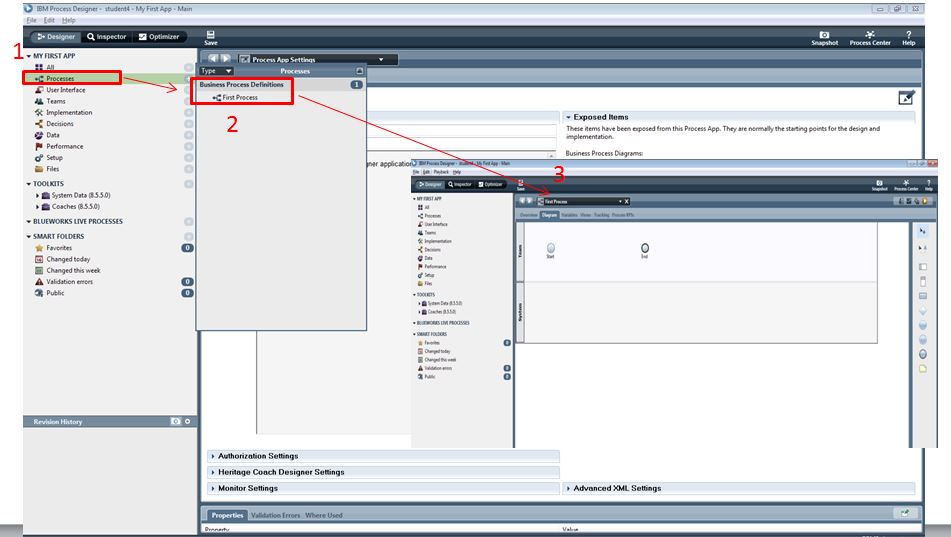 IBM Process Designer - student4 - My First App - Main
File Edit Help
Designer Inspector Optimizer
Save
Snapshot Process Center Help
1
MY FIRST APP
All
Processes
User Interface
Teams
Implementation
Decisions
Data
Performance
Setup
Files
TOOLKITS
System Data (8.5.5.0)
Coaches (8.5.5.0)
BLUEWORKS LIVE PROCESSES
SMART FOLDERS
Favorites 0
Changed today
Changed this week
Validation errors 0
Public 0
Revision History
Process App Settings
Type Processes
Business Process Definitions 1
First Process
2
Exposed Items
These items have been exposed from this Process App. They are normally the starting points for the design and
implementation.
Business Process Diagrams:
ner application
3
IBM Process Designer - student4 - My First App - Main
File Edit Playback Help
Designer Inspector Optimizer
Save
Snapshot Process Center Help
MY FIRST APP
All
Processes
User Interface
Teams
Implementation
Decisions
Data
Performance
Setup
Files
TOOLKITS
System Data (8.5.5.0)
Coaches (8.5.5.0)
BLUEWORKS LIVE PROCESSES
SMART FOLDERS
Favorites 0
Changed today
Changed this week
Validation errors 0
Public 0
First Process X
Overview Diagram Variables Views Tracking Process KPIs
Team
Start
End
System
Authorization Settings
Heritage Coach Designer Settings
Monitor Settings
Advanced XML Settings
Properties Validation Errors Where Used
Property Value